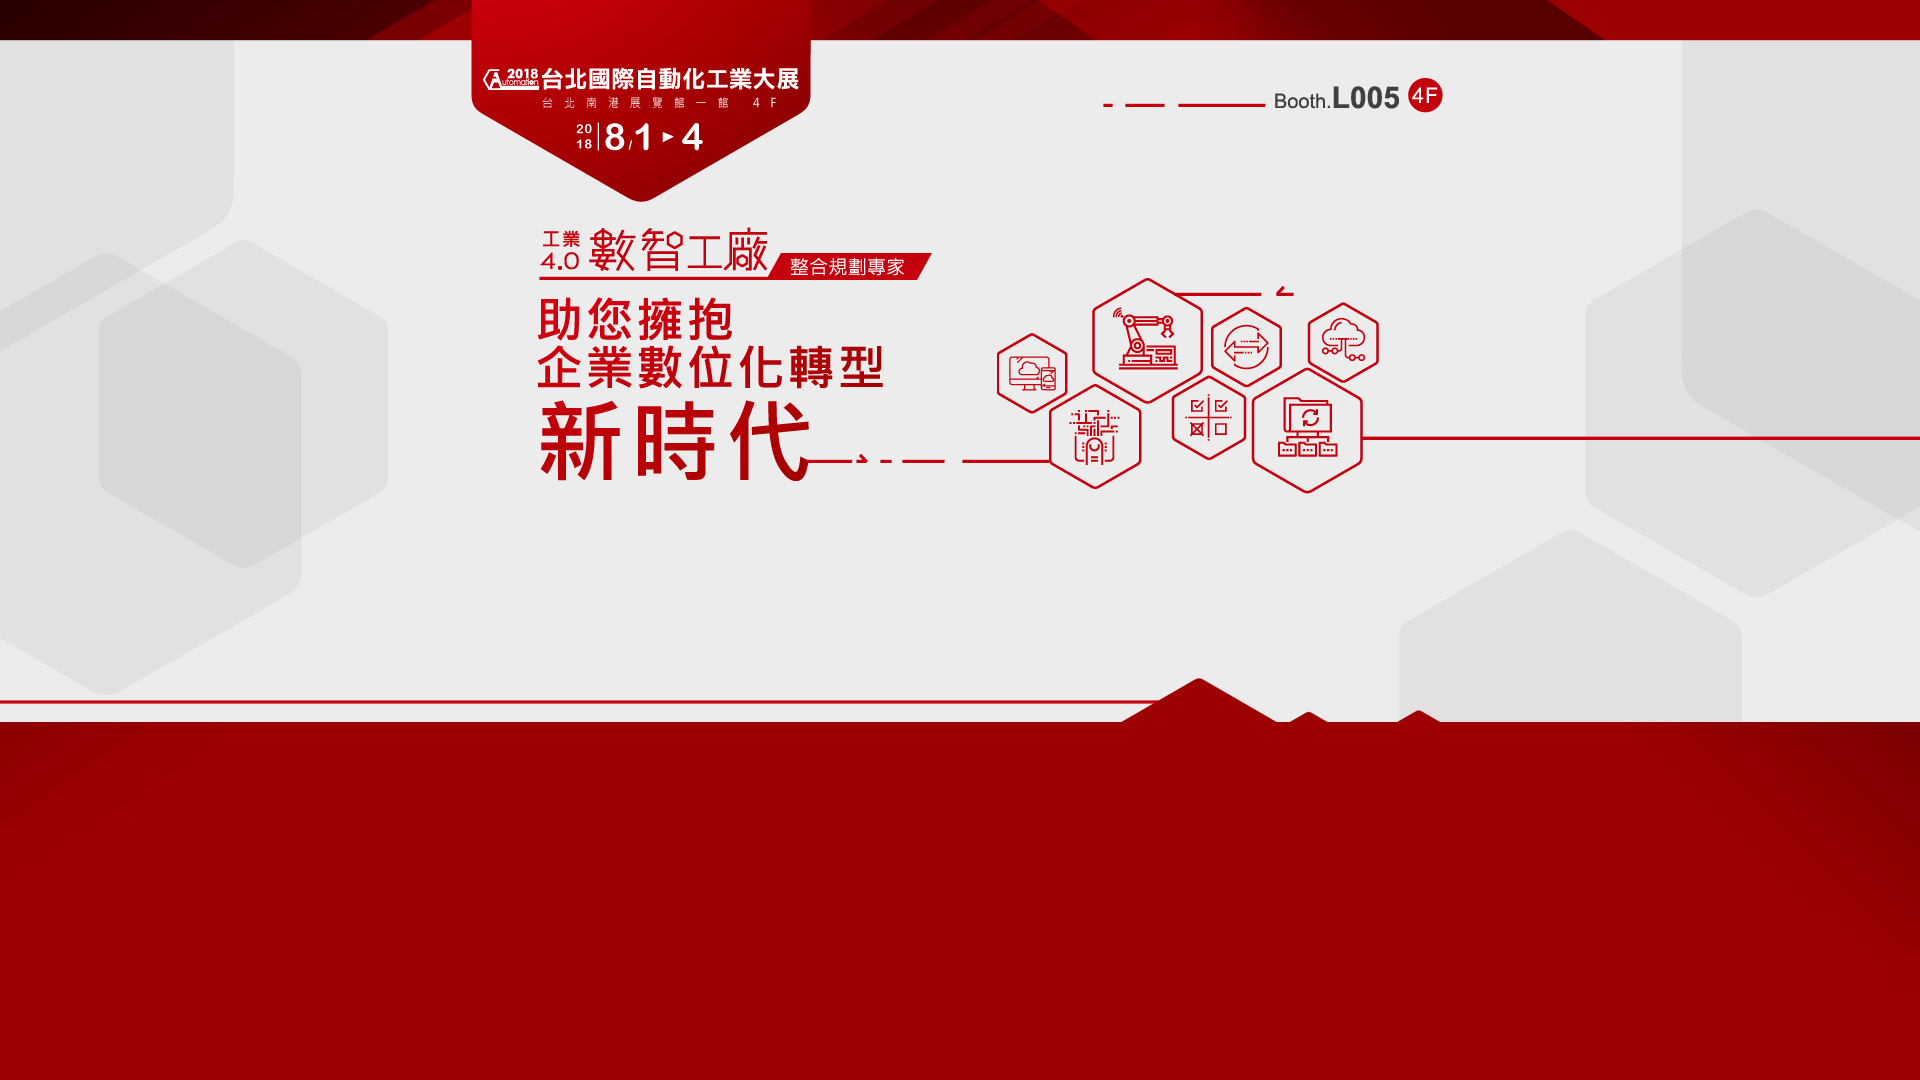 2018 Automation 台北國際自動化工業大展
台北南港展覽館一館 4F
2018 8/1 ▶ 4
Booth.L005 4F
工業4.0 數智工廠 整合規劃專家
助您擁抱
企業數位化轉型
新時代